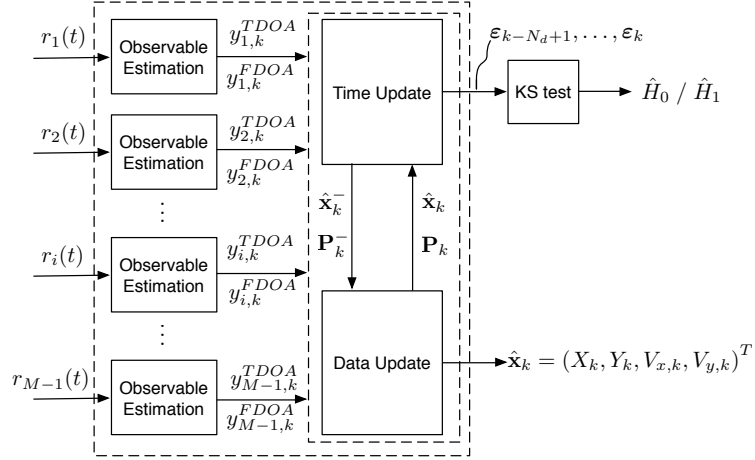 r_1(t)
Observable
Estimation
y_{1,k}^{TDOA}
y_{1,k}^{FDOA}
r_2(t)
Observable
Estimation
y_{2,k}^{TDOA}
y_{2,k}^{FDOA}
⋮
⋮
r_i(t)
Observable
Estimation
y_{i,k}^{TDOA}
y_{i,k}^{FDOA}
⋮
r_{M-1}(t)
Observable
Estimation
y_{M-1,k}^{TDOA}
y_{M-1,k}^{FDOA}
Time Update
x̂_k^-
P_k^-
x̂_k
P_k
Data Update
ε_{k-N_d+1}, ..., ε_k
KS test
Ĥ_0 / Ĥ_1
x̂_k = (X_k, Y_k, V_{x,k}, V_{y,k})^T